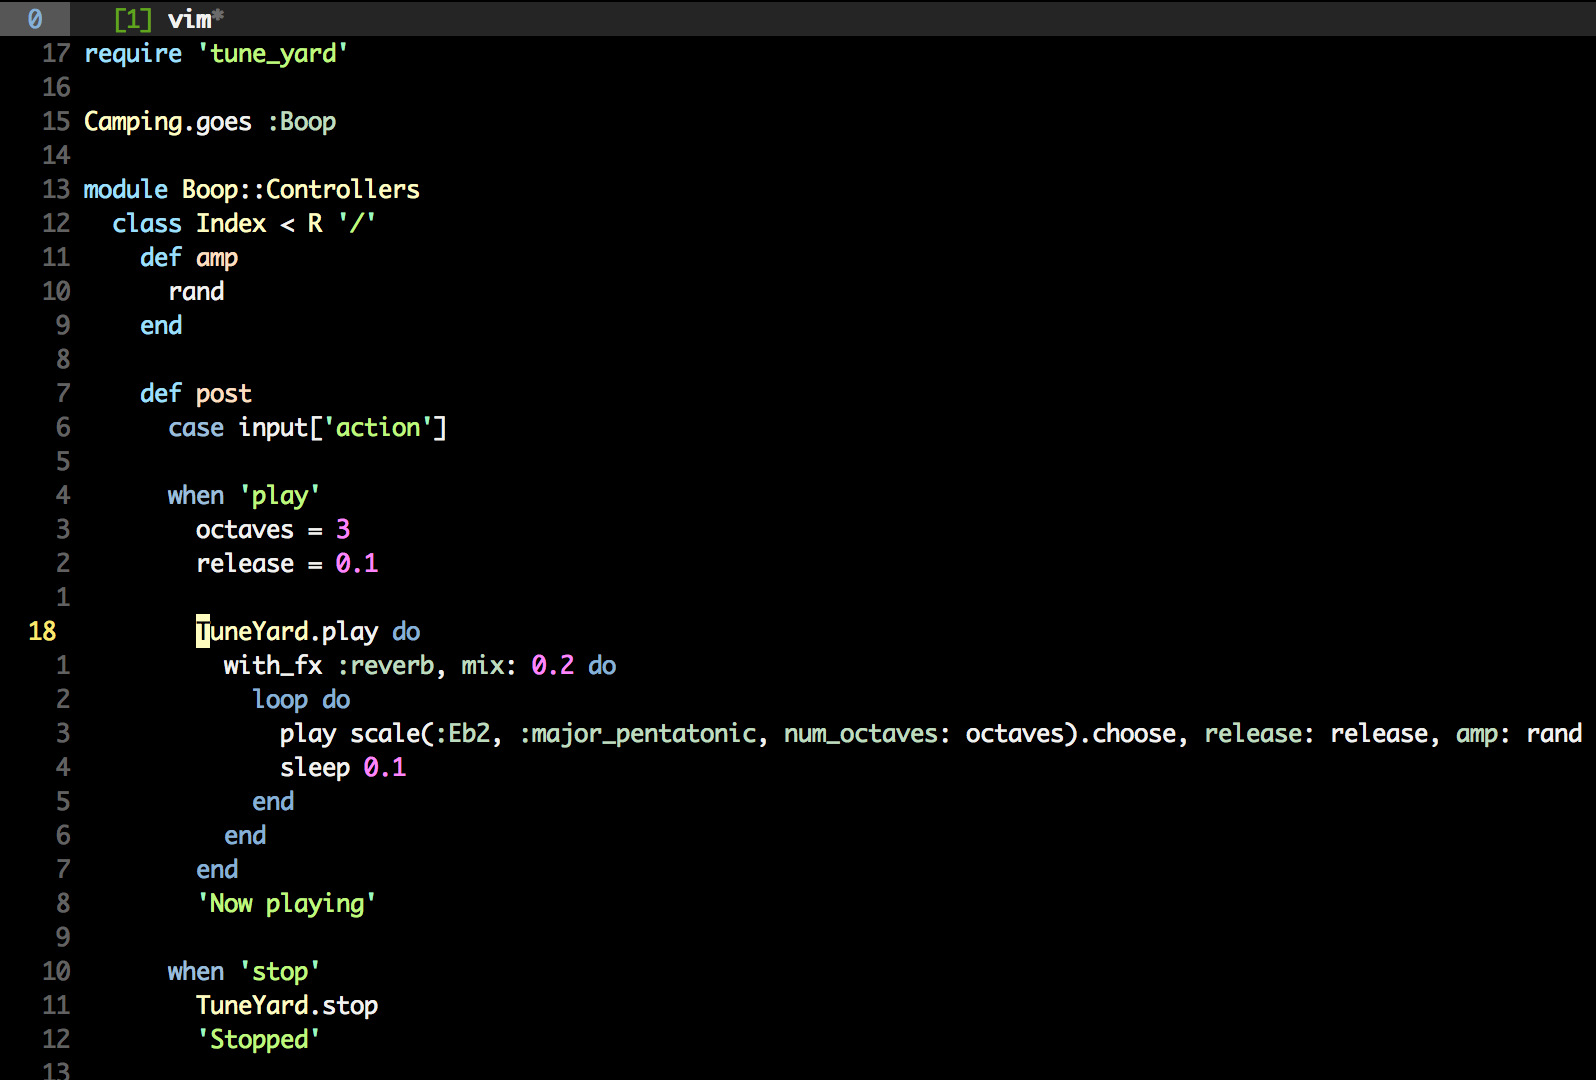 0 [1] vim*
17 require 'tune_yard'
16
15 Camping.goes :Boop
14
13 module Boop::Controllers
12   class Index < R '/'
11     def amp
10       rand
9     end
8
7     def post
6       case input['action']
5
4       when 'play'
3         octaves = 3
2         release = 0.1
1
18         TuneYard.play do
1           with_fx :reverb, mix: 0.2 do
2             loop do
3               play scale(:Eb2, :major_pentatonic, num_octaves: octaves).choose, release: release, amp: rand
4               sleep 0.1
5             end
6           end
7         end
8         'Now playing'
9
10       when 'stop'
11         TuneYard.stop
12         'Stopped'
13